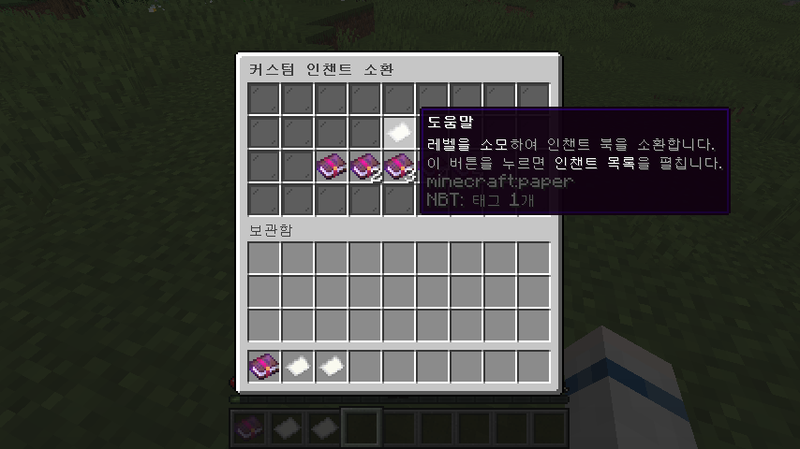 커스텀 인챈트 소환
도움말
레벨을 소모하여 인챈트 북을 소환합니다.
이 버튼을 누르면 인챈트 목록을 펼칩니다.
minecraft:paper
NBT: 태그 1개
2
3
보관함